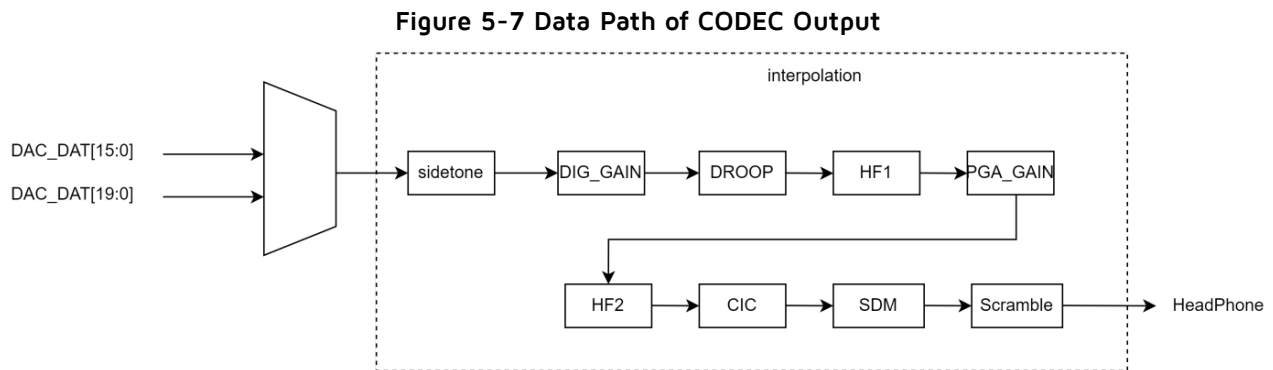 Figure 5-7 Data Path of CODEC Output
interpolation
DAC_DAT[15:0]
DAC_DAT[19:0]
sidetone
DIG_GAIN
DROOP
HF1
PGA_GAIN
HF2
CIC
SDM
Scramble
HeadPhone